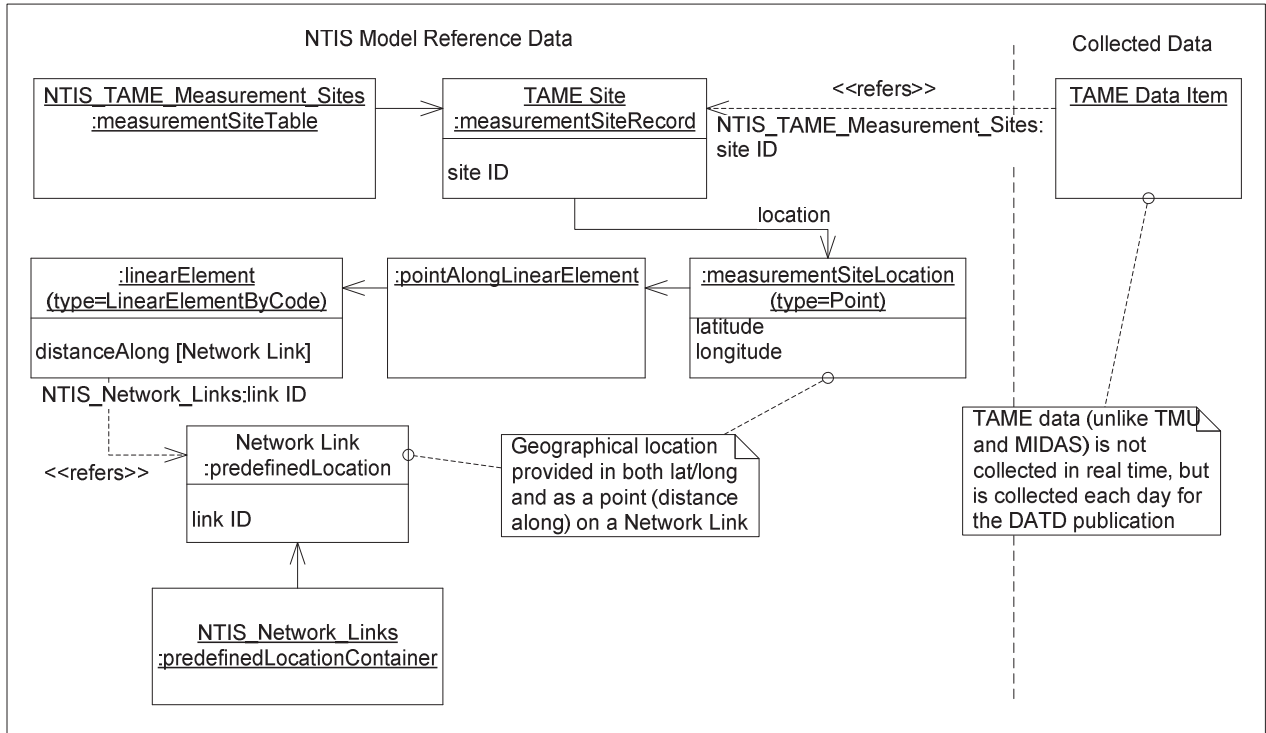 NTIS Model Reference Data
Collected Data
NTIS_TAME_Measurement_Sites
:measurementSiteTable
TAME Site
:measurementSiteRecord
site ID
<<refers>>
NTIS_TAME_Measurement_Sites:
site ID
TAME Data Item
location
:linearElement
(type=LinearElementByCode)
distanceAlong [Network Link]
:pointAlongLinearElement
:measurementSiteLocation
(type=Point)
latitude
longitude
NTIS_Network_Links:link ID
<<refers>>
Network Link
:predefinedLocation
link ID
Geographical location
provided in both lat/long
and as a point (distance
along) on a Network Link
TAME data (unlike TMU
and MIDAS) is not
collected in real time, but
is collected each day for
the DATD publication
NTIS_Network_Links
:predefinedLocationContainer